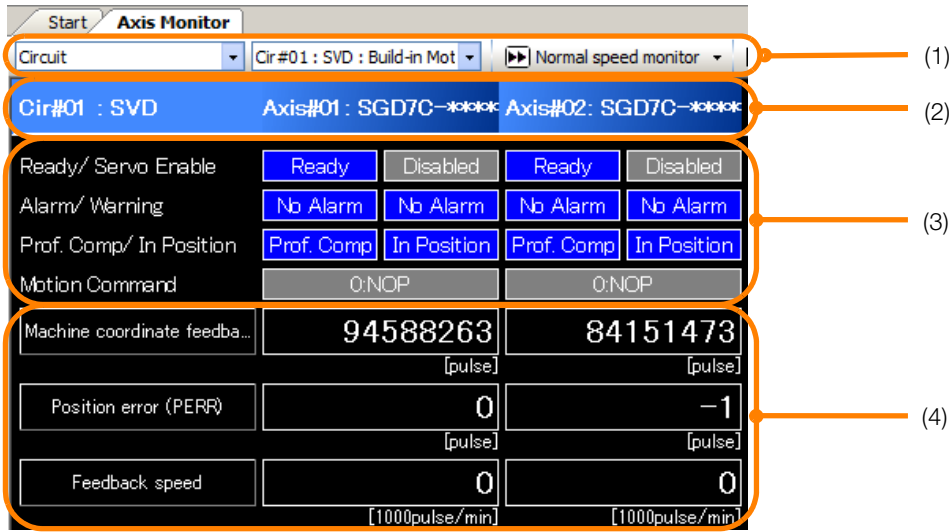 Start Axis Monitor
Circuit Cir#01 : SVD : Build-in Mot Normal speed monitor (1)
Cir#01 : SVD Axis#01: SGD7C-**** Axis#02: SGD7C-**** (2)
Ready/ Servo Enable Ready Disabled Ready Disabled
Alarm/ Warning No Alarm No Alarm No Alarm No Alarm
(3)
Prof. Comp/ In Position Prof. Comp In Position Prof. Comp In Position
Motion Command 0:NOP 0:NOP
Machine coordinate feedba... 94588263 84151473
[pulse] [pulse]
Position error (PERR) 0 -1
(4)
[pulse] [pulse]
Feedback speed 0 0
[1000pulse/min] [1000pulse/min]